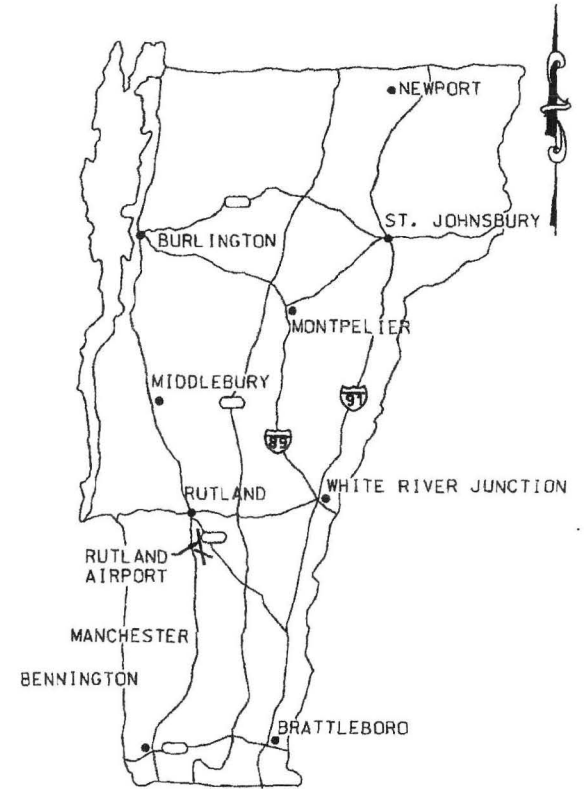 NEWPORT
ST. JOHNSBURY
BURLINGTON
MONTPELIER
MIDDLEBURY
91
89
RUTLAND
WHITE RIVER JUNCTION
RUTLAND
AIRPORT
MANCHESTER
BENNINGTON
BRATTLEBORO